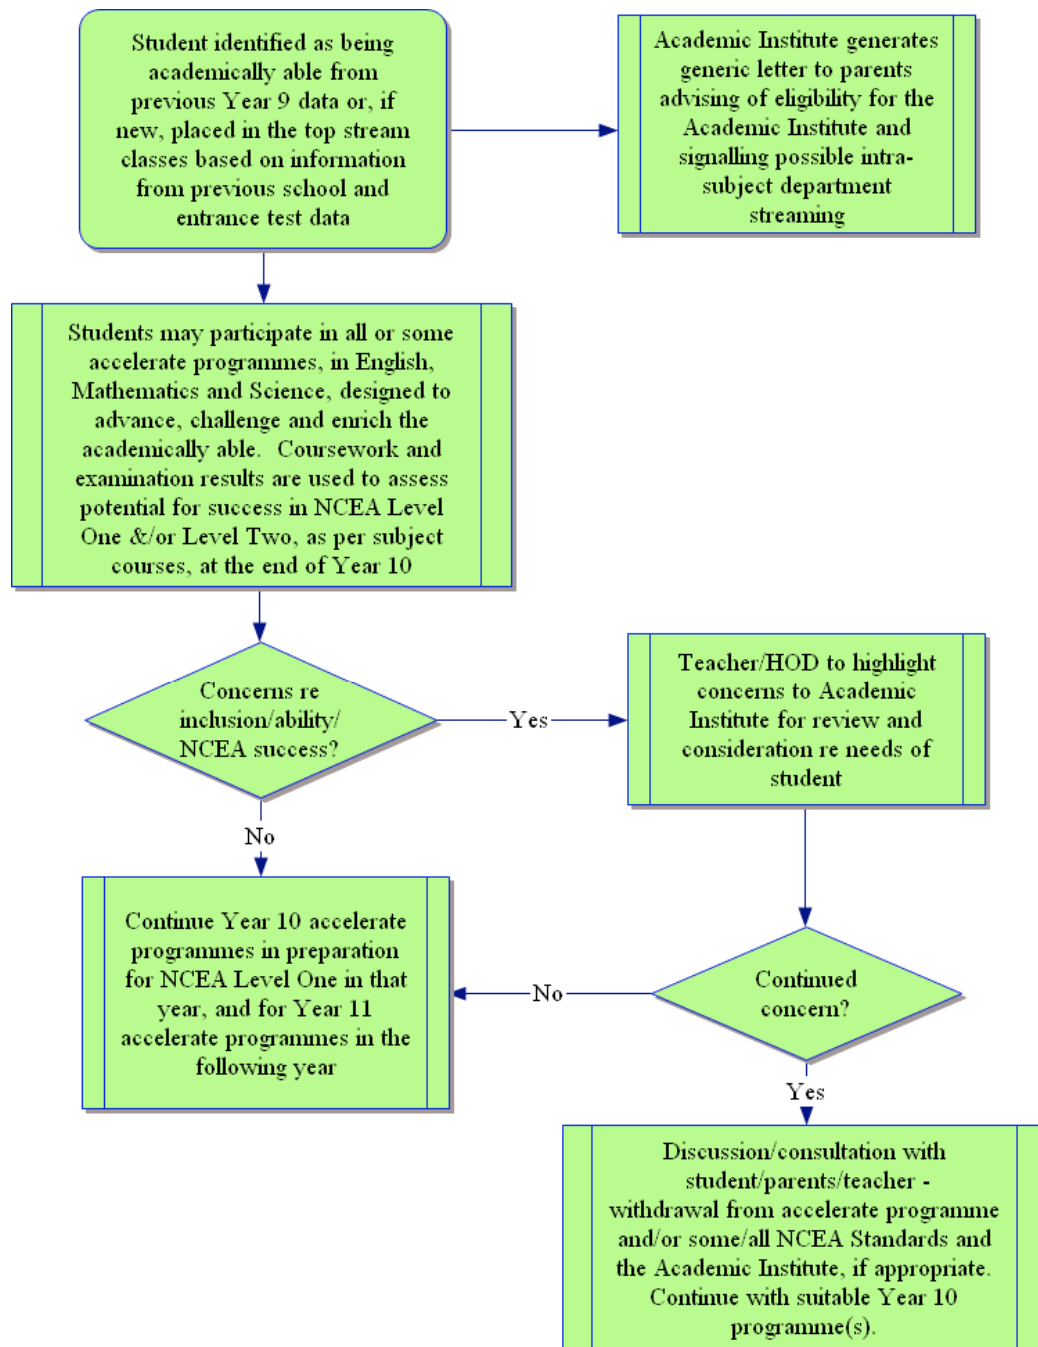 Student identified as being
academically able from
previous Year 9 data or, if
new, placed in the top stream
classes based on information
from previous school and
entrance test data
Academic Institute generates
generic letter to parents
advising of eligibility for the
Academic Institute and
signalling possible intra-
subject department
streaming
Students may participate in all or some
accelerate programmes, in English,
Mathematics and Science, designed to
advance, challenge and enrich the
academically able.  Coursework and
examination results are used to assess
potential for success in NCEA Level
One &/or Level Two, as per subject
courses, at the end of Year 10
Concerns re
inclusion/ability/
NCEA success?
Yes
Teacher/HOD to highlight
concerns to Academic
Institute for review and
consideration re needs of
student
No
Continue Year 10 accelerate
programmes in preparation
for NCEA Level One in that
year, and for Year 11
accelerate programmes in the
following year
No
Continued
concern?
Yes
Discussion/consultation with
student/parents/teacher -
withdrawal from accelerate programme
and/or some/all NCEA Standards and
the Academic Institute, if appropriate.
Continue with suitable Year 10
programme(s).